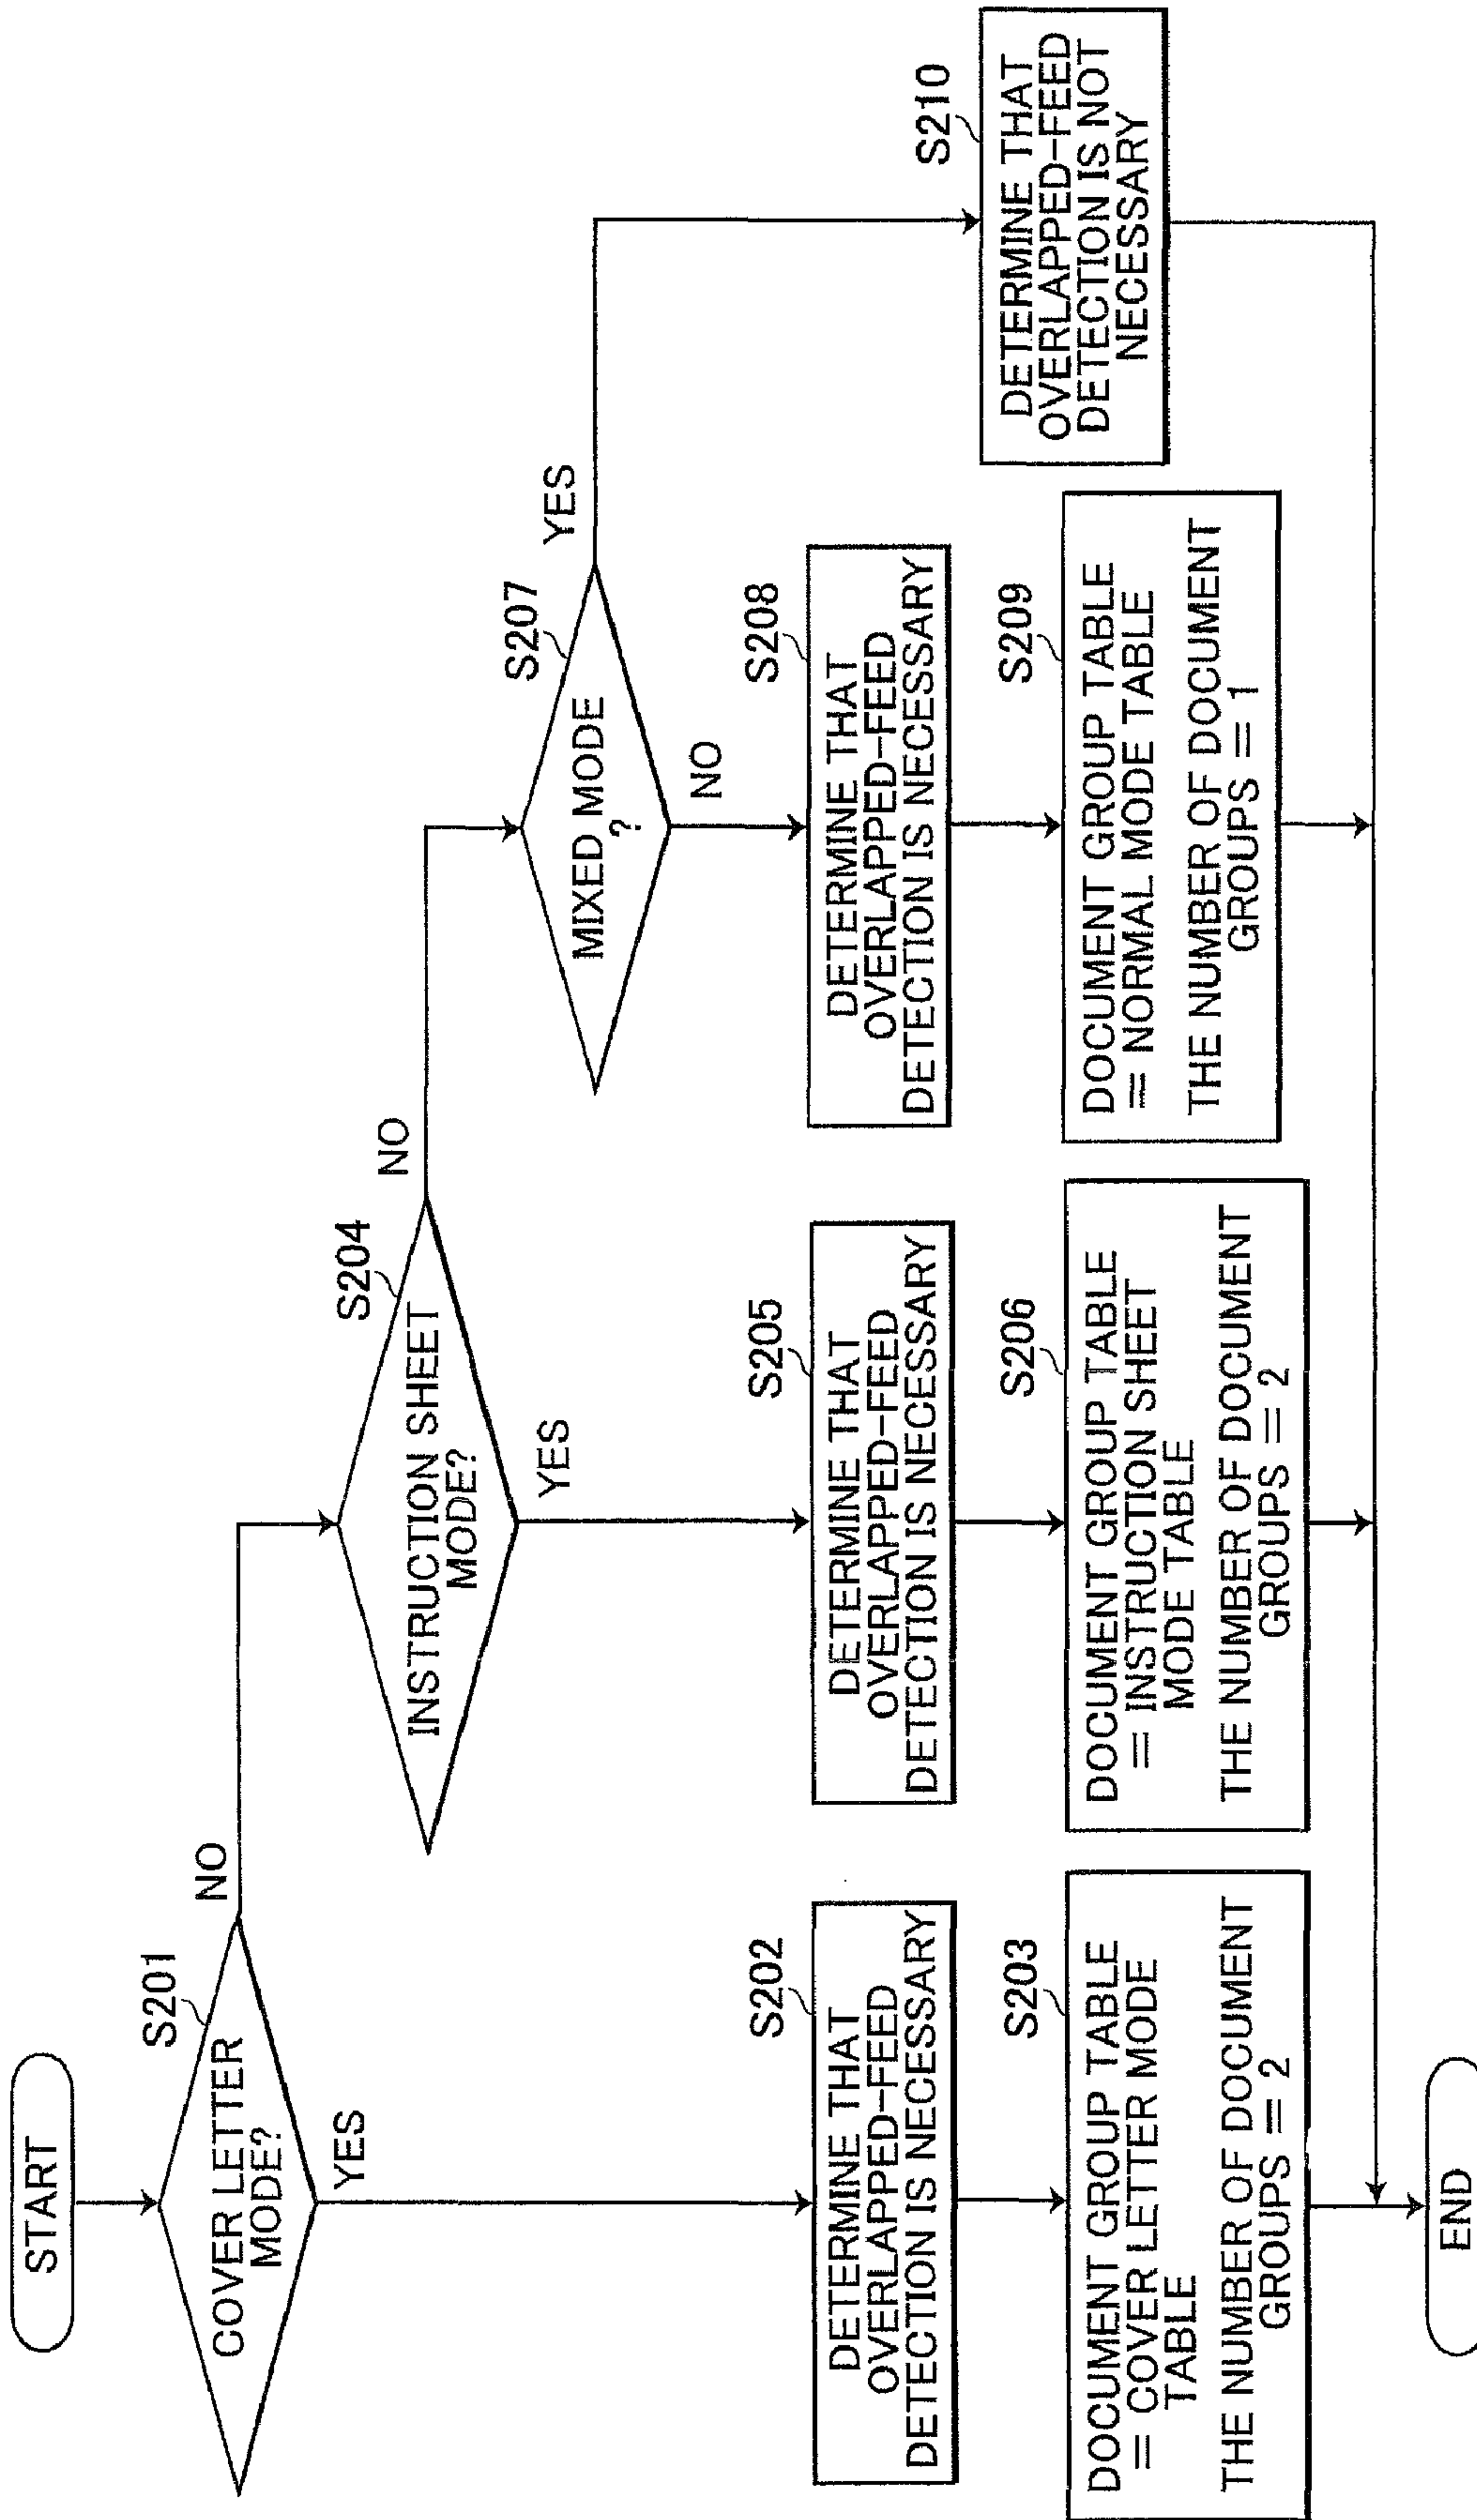 START
S201
COVER LETTER
MODE?
NO
YES
S204
INSTRUCTION SHEET
MODE?
NO
YES
S207
MIXED MODE
?
YES
NO
S202
DETERMINE THAT
OVERLAPPED-FEED
DETECTION IS NECESSARY
S205
DETERMINE THAT
OVERLAPPED-FEED
DETECTION IS NECESSARY
S208
DETERMINE THAT
OVERLAPPED-FEED
DETECTION IS NECESSARY
S210
DETERMINE THAT
OVERLAPPED-FEED
DETECTION IS NOT
NECESSARY
S203
DOCUMENT GROUP TABLE
= COVER LETTER MODE
TABLE
THE NUMBER OF DOCUMENT
GROUPS = 2
S206
DOCUMENT GROUP TABLE
= INSTRUCTION SHEET
MODE TABLE
THE NUMBER OF DOCUMENT
GROUPS = 2
S209
DOCUMENT GROUP TABLE
= NORMAL MODE TABLE
THE NUMBER OF DOCUMENT
GROUPS = 1
END